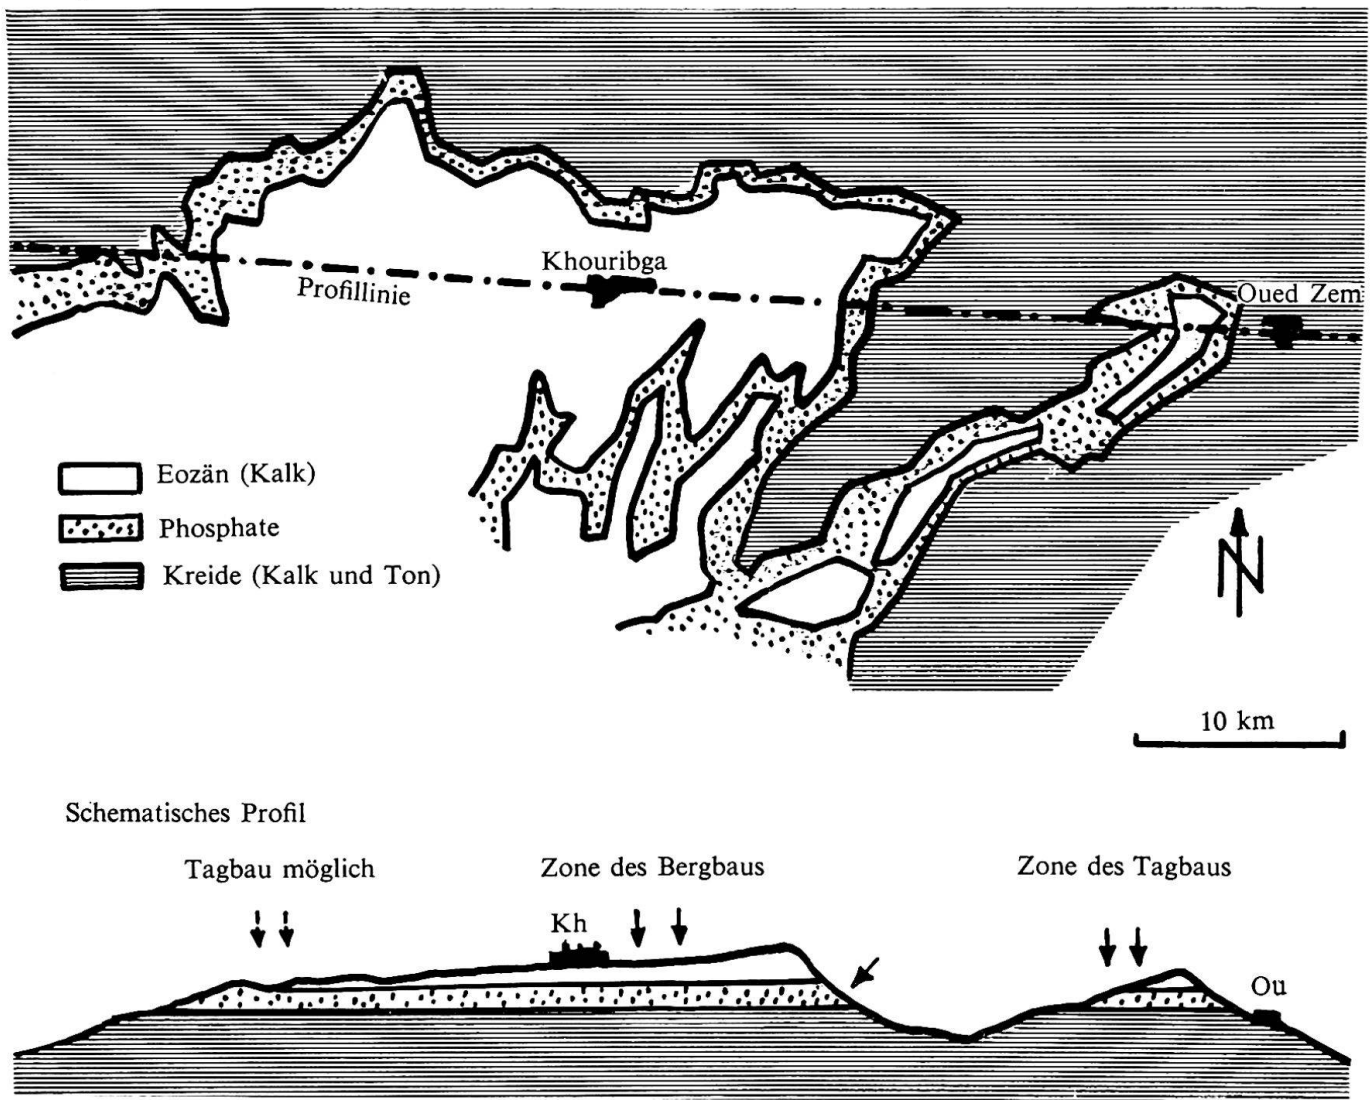 Khouribga
Profillinie
Oued Zem
Eozän (Kalk)
Phosphate
Kreide (Kalk und Ton)
N
10 km
Schematisches Profil
Tagbau möglich
Zone des Bergbaus
Zone des Tagbaus
Kh
Ou